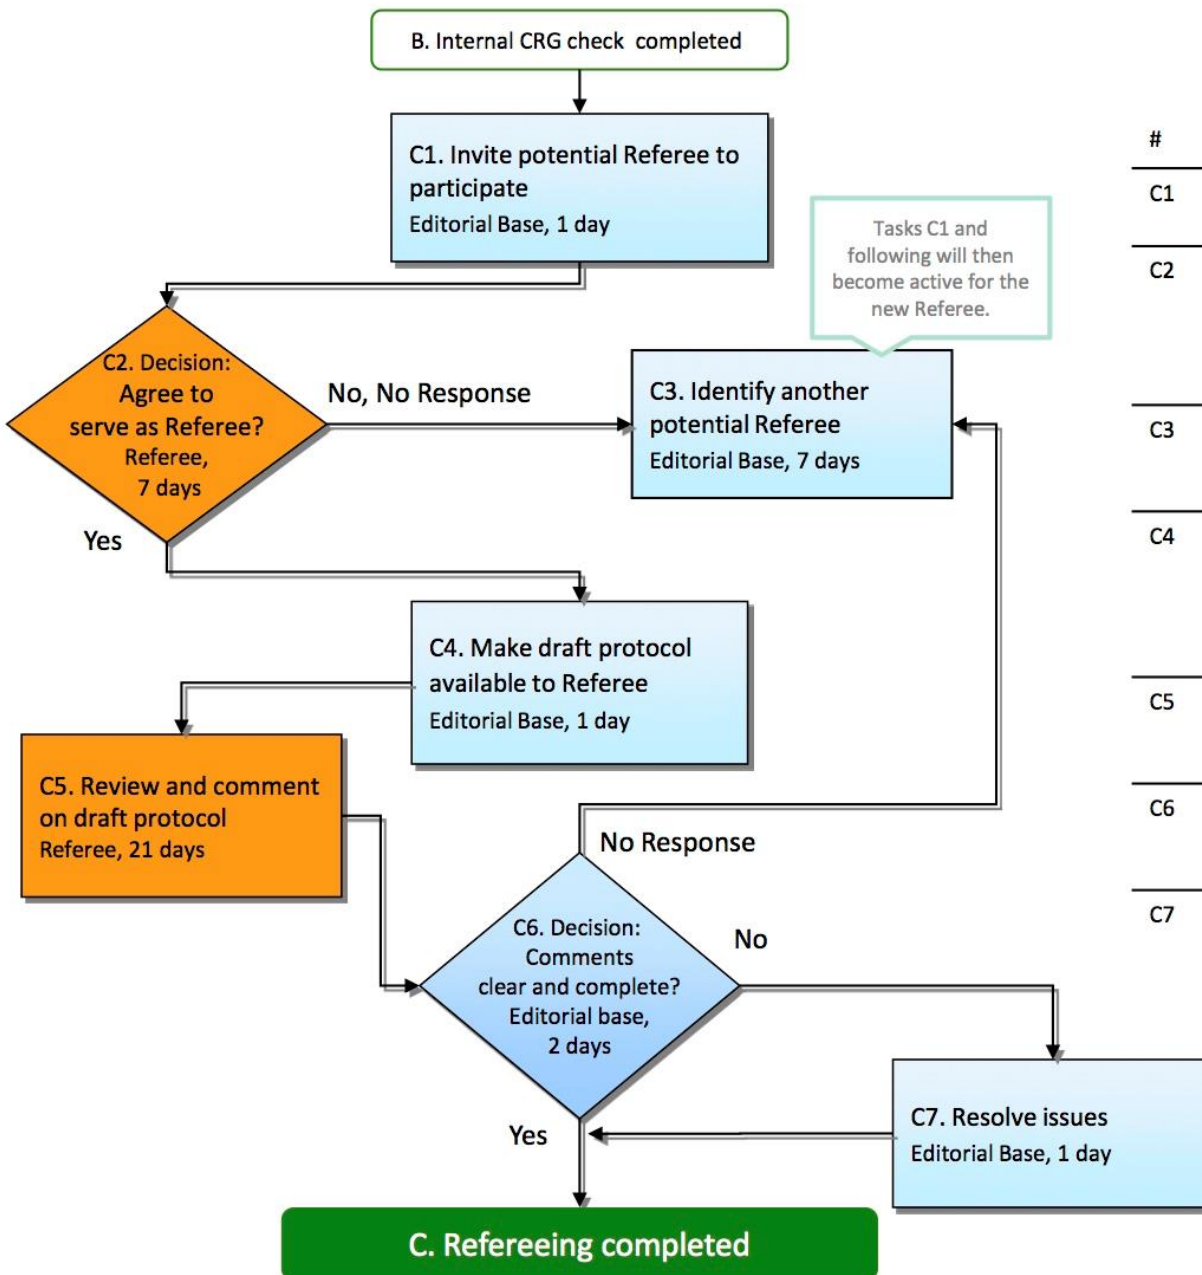 B. Internal CRG check completed
C1. Invite potential Referee to
participate
Editorial Base, 1 day
Tasks C1 and
following will then
become active for the
new Referee.
C2. Decision:
Agree to
serve as Referee?
Referee,
7 days
No, No Response
C3. Identify another
potential Referee
Editorial Base, 7 days
Yes
C4. Make draft protocol
available to Referee
Editorial Base, 1 day
C5. Review and comment
on draft protocol
Referee, 21 days
No Response
C6. Decision:
Comments
clear and complete?
Editorial base,
2 days
No
C7. Resolve issues
Editorial Base, 1 day
Yes
C. Refereeing completed
#
C1
C2
C3
C4
C5
C6
C7